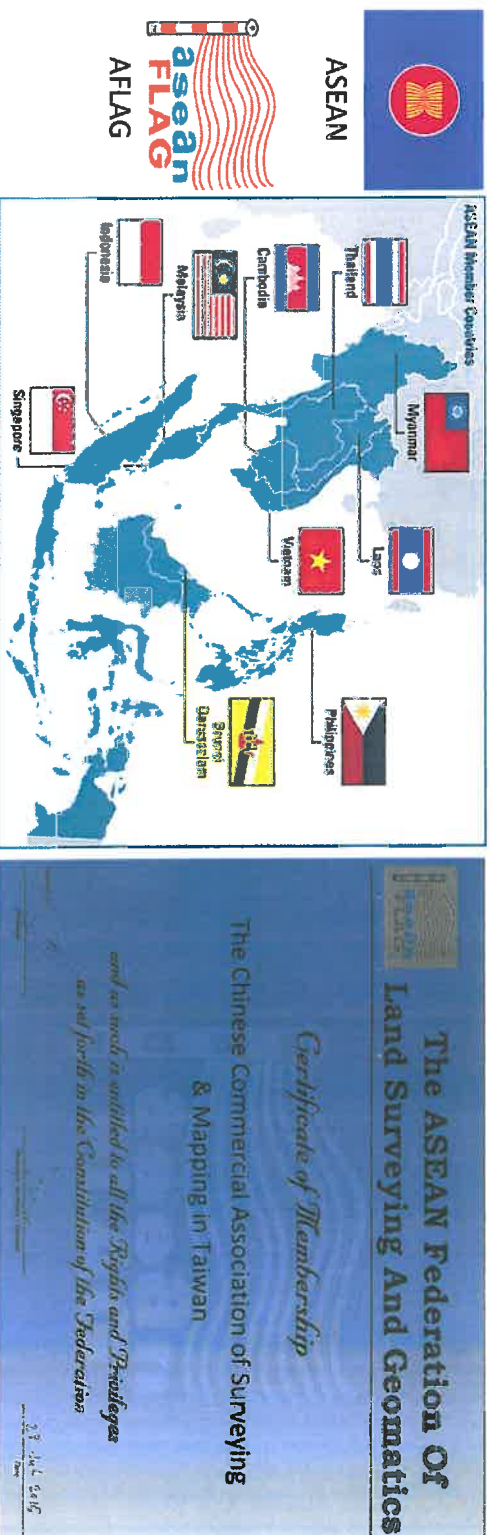 ASEAN
asean
FLAG
AFLAG
ASEAN Member Countries
Myanmar
Laos
Thailand
Cambodia
Vietnam
Philippines
Malaysia
Indonesia
Singapore
Brunei
Darussalam
asean
FLAG
The ASEAN Federation Of
Land Surveying And Geomatics
Certificate of Membership
The Chinese Commercial Association of Surveying
& Mapping in Taiwan
and as such is entitled to all the Rights and Privileges
as set forth in the Constitution of the Federation